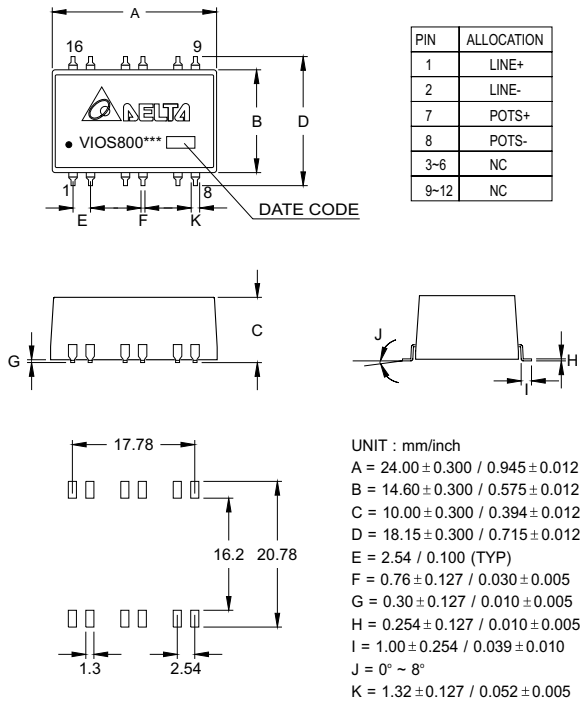 A
16
9
DELTA
VIOS800***
B
D
1
8
E
F
K
DATE CODE
PIN ALLOCATION
1 LINE+
2 LINE-
7 POTS+
8 POTS-
3~6 NC
9~12 NC
G
C
J
H
I
17.78
16.2
20.78
1.3
2.54
UNIT : mm/inch
A = 24.00±0.300 / 0.945±0.012
B = 14.60±0.300 / 0.575±0.012
C = 10.00±0.300 / 0.394±0.012
D = 18.15±0.300 / 0.715±0.012
E = 2.54 / 0.100 (TYP)
F = 0.76±0.127 / 0.030±0.005
G = 0.30±0.127 / 0.010±0.005
H = 0.254±0.127 / 0.010±0.005
I = 1.00±0.254 / 0.039±0.010
J = 0° ~ 8°
K = 1.32±0.127 / 0.052±0.005